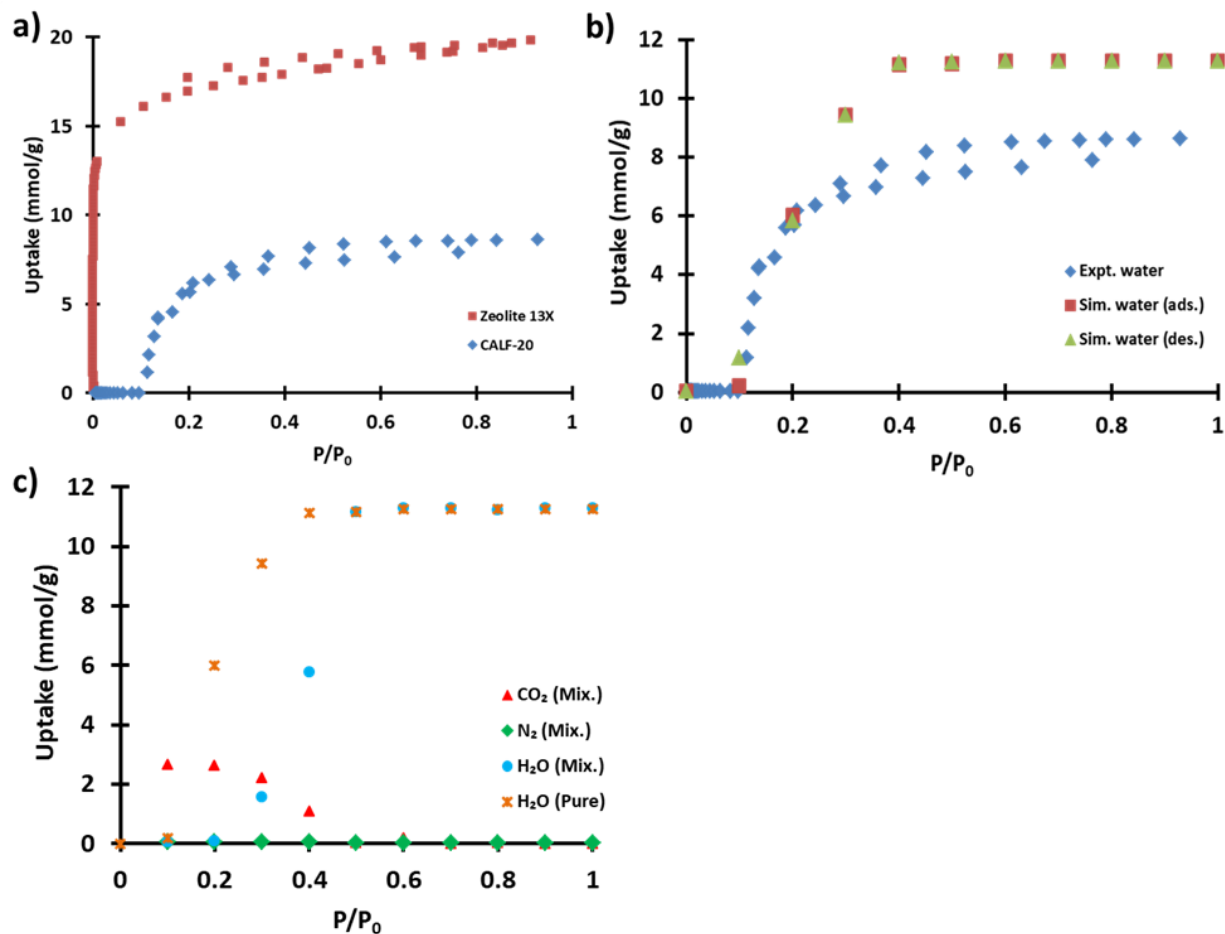 a)
20
15
10
5
0
Uptake (mmol/g)
Zeolite 13X
CALF-20
0 0.2 0.4 0.6 0.8 1
P/P₀
b)
12
10
8
6
4
2
0
Uptake (mmol/g)
Expt. water
Sim. water (ads.)
Sim. water (des.)
0 0.2 0.4 0.6 0.8 1
P/P₀
c)
12
10
8
6
4
2
0
Uptake (mmol/g)
CO₂ (Mix.)
N₂ (Mix.)
H₂O (Mix.)
H₂O (Pure)
0 0.2 0.4 0.6 0.8 1
P/P₀